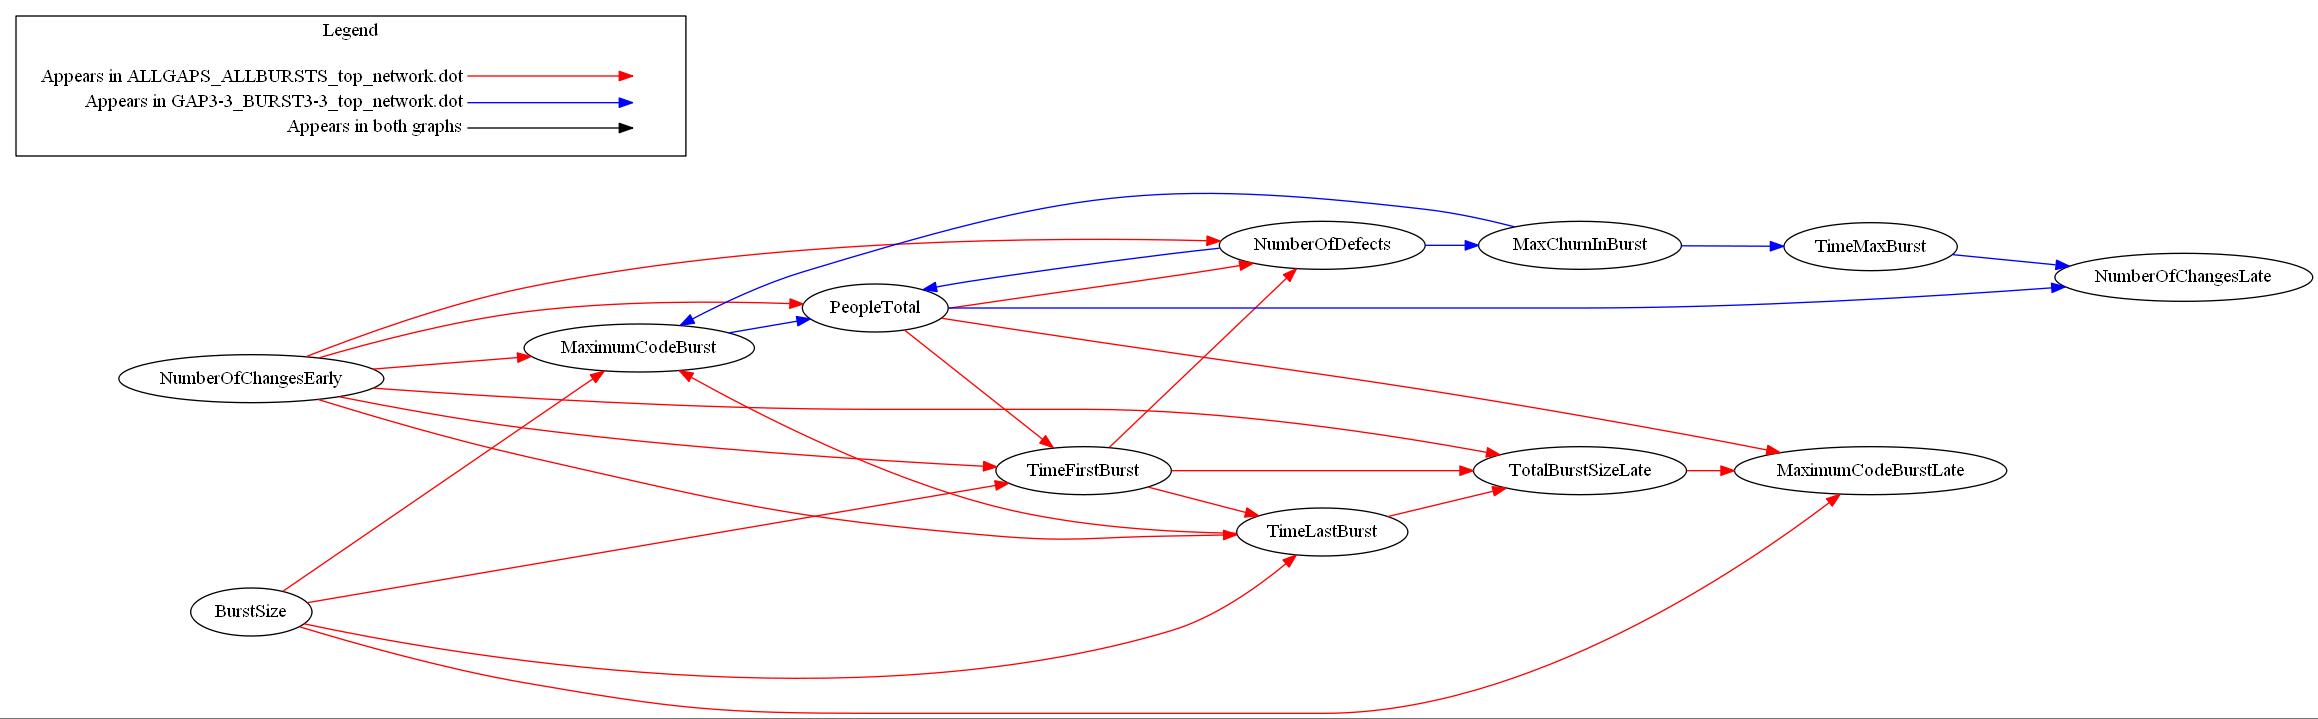 Legend
Appears in ALLGAPS_ALLBURSTS_top_network.dot
Appears in GAP3-3_BURST3-3_top_network.dot
Appears in both graphs
NumberOfDefects
MaxChurnInBurst
TimeMaxBurst
NumberOfChangesLate
PeopleTotal
MaximumCodeBurst
NumberOfChangesEarly
TimeFirstBurst
TotalBurstSizeLate
MaximumCodeBurstLate
TimeLastBurst
BurstSize